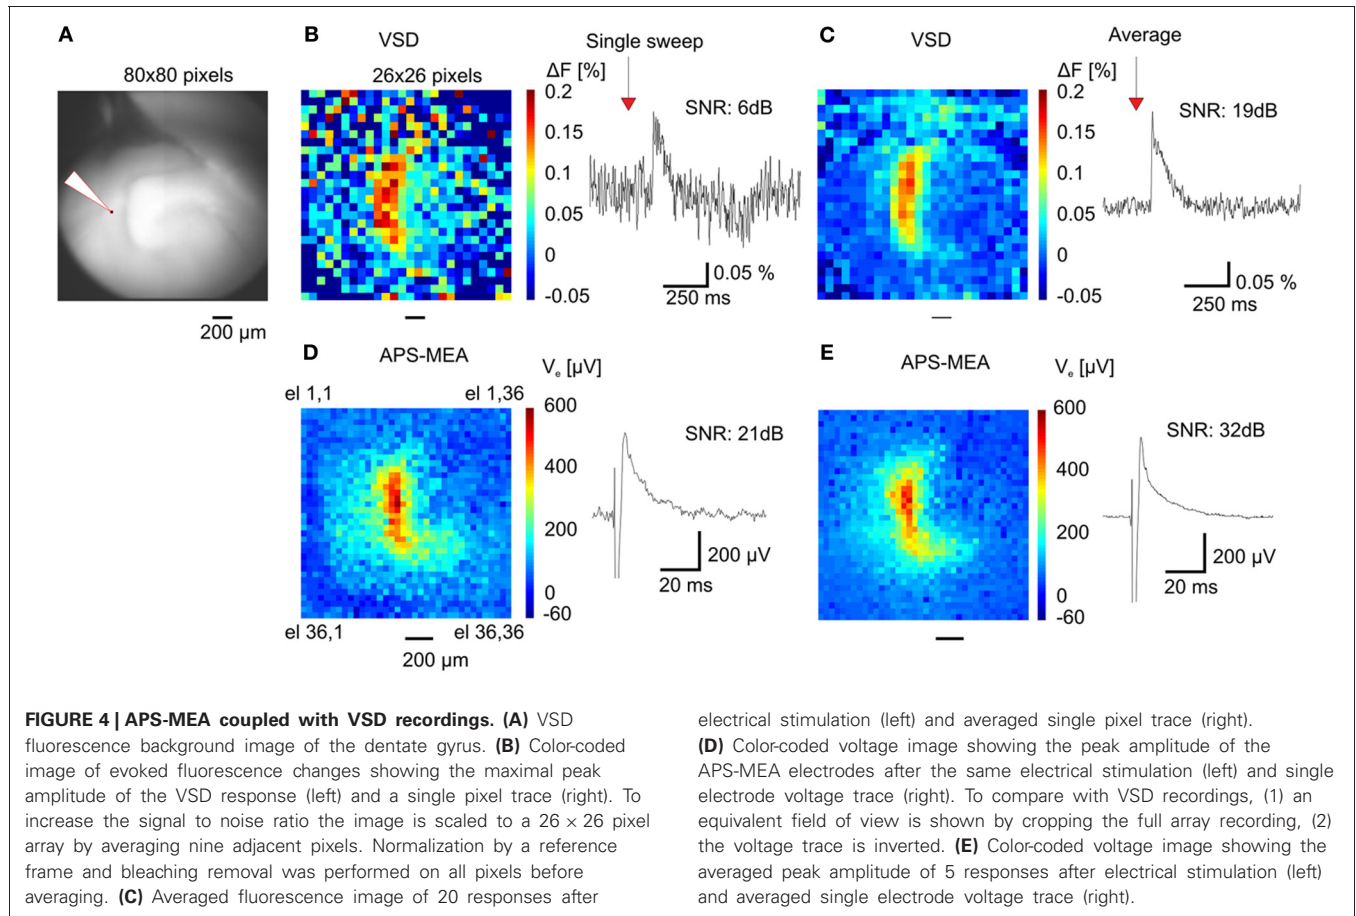 A
80x80 pixels
200 µm
B
VSD
26x26 pixels
Single sweep
ΔF [%]
0.2
0.15
0.1
0.05
0
-0.05
SNR: 6dB
0.05 %
250 ms
C
VSD
Average
ΔF [%]
0.2
0.15
0.1
0.05
0
-0.05
SNR: 19dB
0.05 %
250 ms
D
APS-MEA
el 1,1
el 1,36
el 36,1
el 36,36
200 µm
Ve [µV]
600
400
200
0
-60
SNR: 21dB
200 µV
20 ms
E
APS-MEA
Ve [µV]
600
400
200
0
-60
SNR: 32dB
200 µV
20 ms
FIGURE 4 | APS-MEA coupled with VSD recordings. (A) VSD
fluorescence background image of the dentate gyrus. (B) Color-coded
image of evoked fluorescence changes showing the maximal peak
amplitude of the VSD response (left) and a single pixel trace (right). To
increase the signal to noise ratio the image is scaled to a 26 × 26 pixel
array by averaging nine adjacent pixels. Normalization by a reference
frame and bleaching removal was performed on all pixels before
averaging. (C) Averaged fluorescence image of 20 responses after
electrical stimulation (left) and averaged single pixel trace (right).
(D) Color-coded voltage image showing the peak amplitude of the
APS-MEA electrodes after the same electrical stimulation (left) and single
electrode voltage trace (right). To compare with VSD recordings, (1) an
equivalent field of view is shown by cropping the full array recording, (2)
the voltage trace is inverted. (E) Color-coded voltage image showing the
averaged peak amplitude of 5 responses after electrical stimulation (left)
and averaged single electrode voltage trace (right).